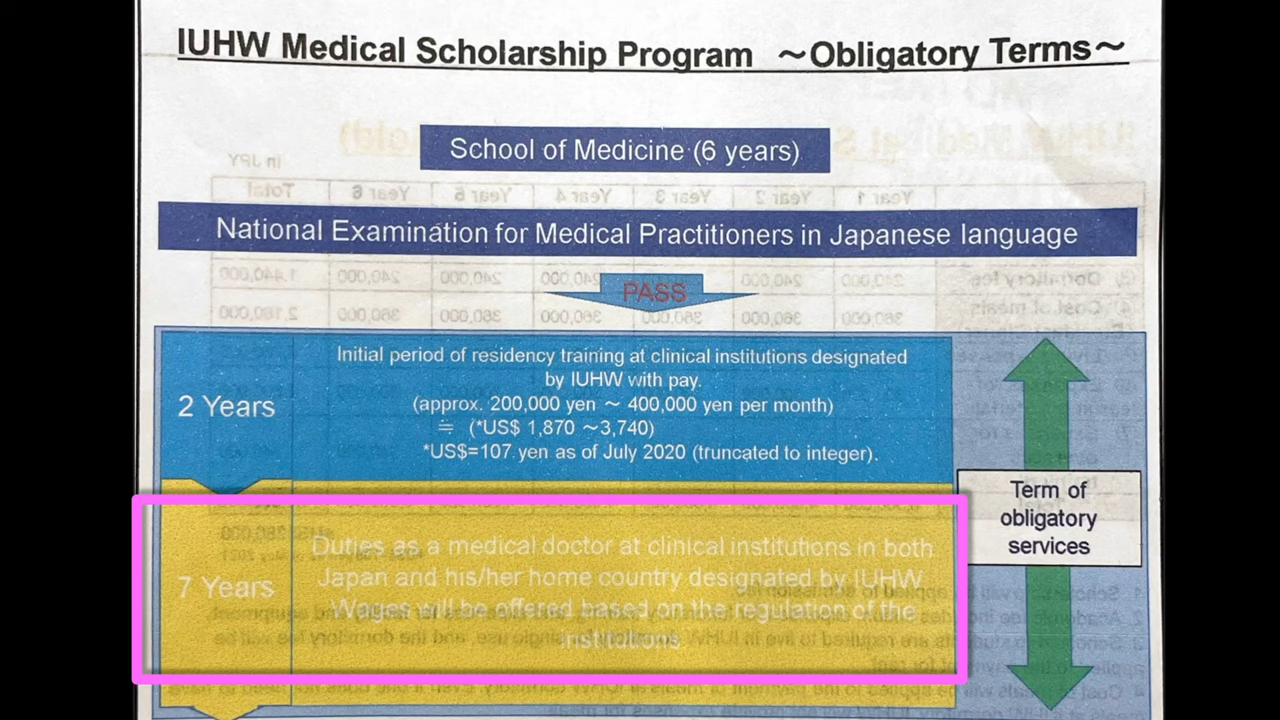 IUHW Medical Scholarship Program ～Obligatory Terms～
School of Medicine (6 years)
National Examination for Medical Practitioners in Japanese language
PASS
2 Years
Initial period of residency training at clinical institutions designated
by IUHW with pay.
(approx. 200,000 yen ～ 400,000 yen per month)
≒ (*US$ 1,870 ～3,740)
*US$=107 yen as of July 2020 (truncated to integer).
7 Years
Duties as a medical doctor at clinical institutions in both
Japan and his/her home country designated by IUHW
Wages will be offered based on the regulation of the
institutions
Term of
obligatory
services